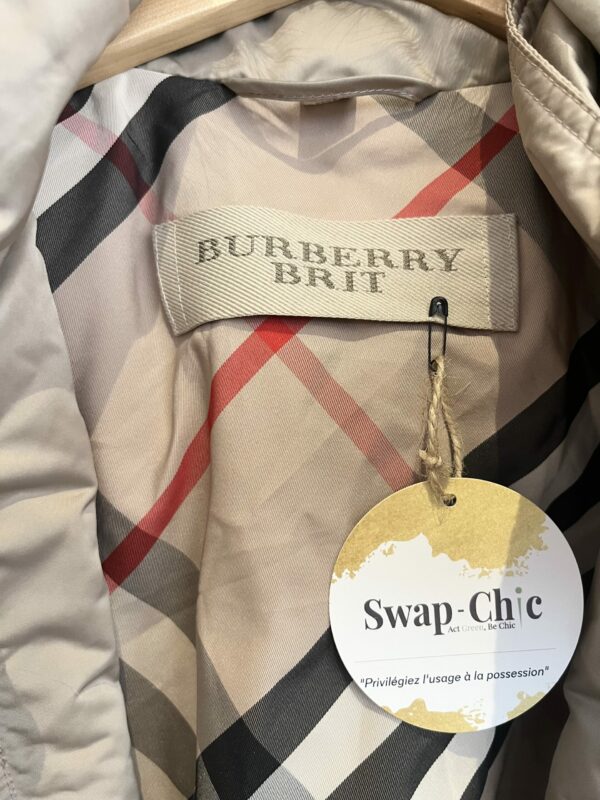 BURBERRY
BRIT
Swap-Chic
Act Green, Be Chic
"Privilégiez l'usage à la possession"